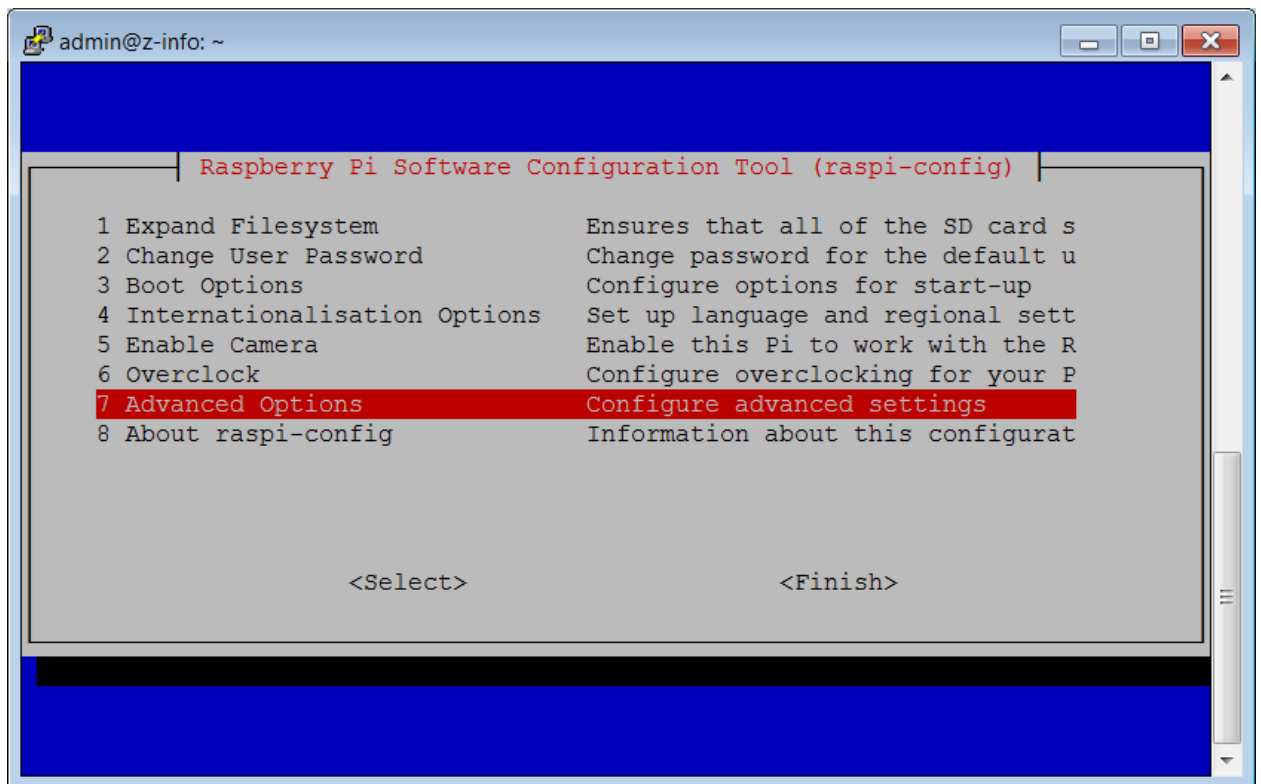 admin@z-info: ~
Raspberry Pi Software Configuration Tool (raspi-config)
1 Expand Filesystem Ensures that all of the SD card s
2 Change User Password Change password for the default u
3 Boot Options Configure options for start-up
4 Internationalisation Options Set up language and regional sett
5 Enable Camera Enable this Pi to work with the R
6 Overclock Configure overclocking for your P
7 Advanced Options Configure advanced settings
8 About raspi-config Information about this configurat
<Select> <Finish>